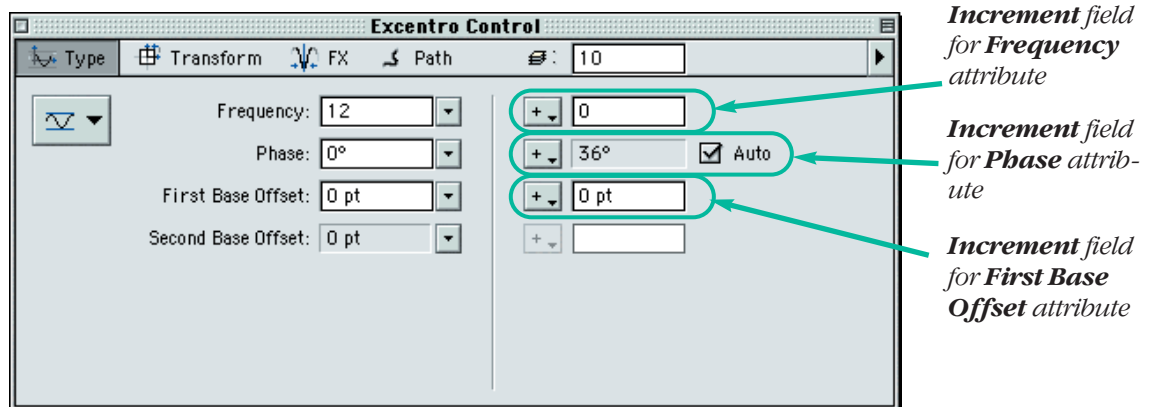 Excentro Control
Type Transform FX Path : 10
Frequency: 12 + 0
Phase: 0° + 36° Auto
First Base Offset: 0 pt + 0 pt
Second Base Offset: 0 pt +
Increment field
for Frequency
attribute
Increment field
for Phase attrib-
ute
Increment field
for First Base
Offset attribute